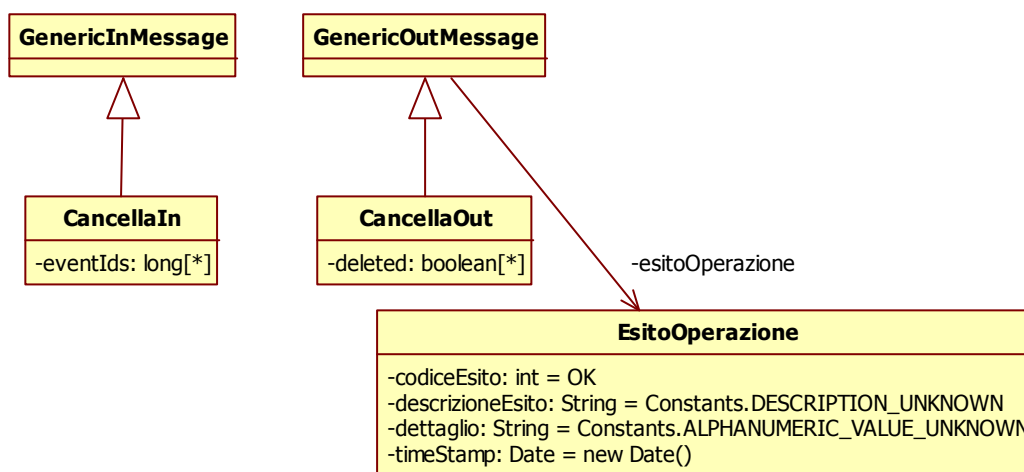 GenericInMessage
GenericOutMessage
CancellaIn
-eventIds: long[*]
CancellaOut
-deleted: boolean[*]
-esitoOperazione
EsitoOperazione
-codiceEsito: int = OK
-descrizioneEsito: String = Constants.DESCRIPTION_UNKNOWN
-dettaglio: String = Constants.ALPHANUMERIC_VALUE_UNKNOWN
-timeStamp: Date = new Date()